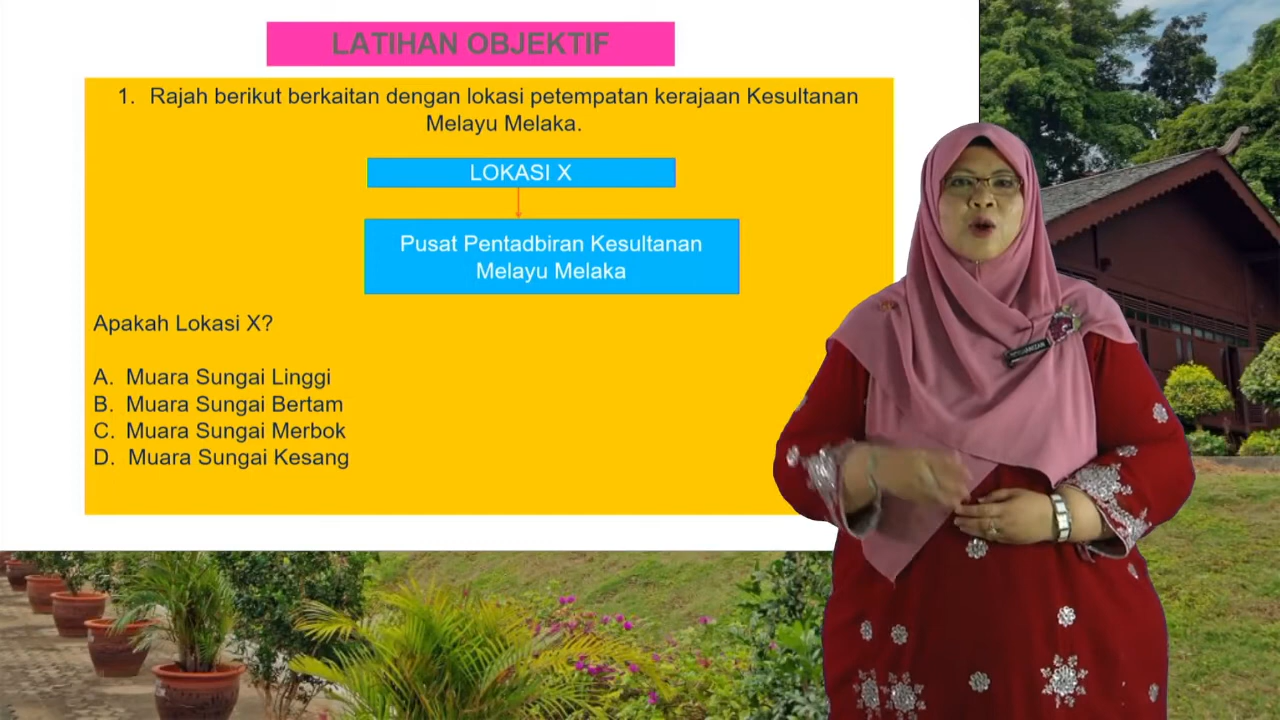 LATIHAN OBJEKTIF
1. Rajah berikut berkaitan dengan lokasi petempatan kerajaan Kesultanan
Melayu Melaka.
LOKASI X
Pusat Pentadbiran Kesultanan
Melayu Melaka
Apakah Lokasi X?
A. Muara Sungai Linggi
B. Muara Sungai Bertam
C. Muara Sungai Merbok
D. Muara Sungai Kesang